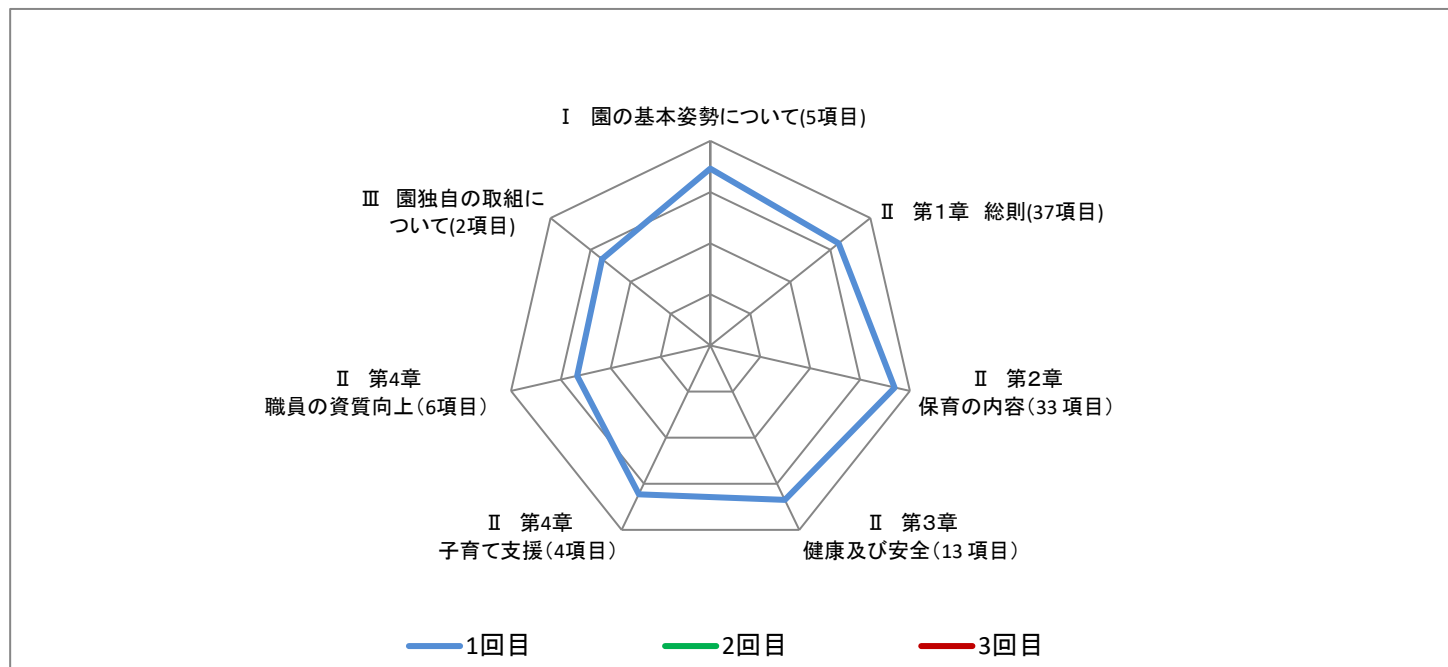 Ⅰ　園の基本姿勢について(5項目)
Ⅱ　第1章　総則(37項目)
Ⅱ　第2章
保育の内容（33 項目）
Ⅱ　第3章
健康及び安全（13 項目）
Ⅱ　第4章
子育て支援（4項目）
Ⅱ　第4章
職員の資質向上（6項目）
Ⅲ　園独自の取組に
ついて(2項目)
1回目
2回目
3回目